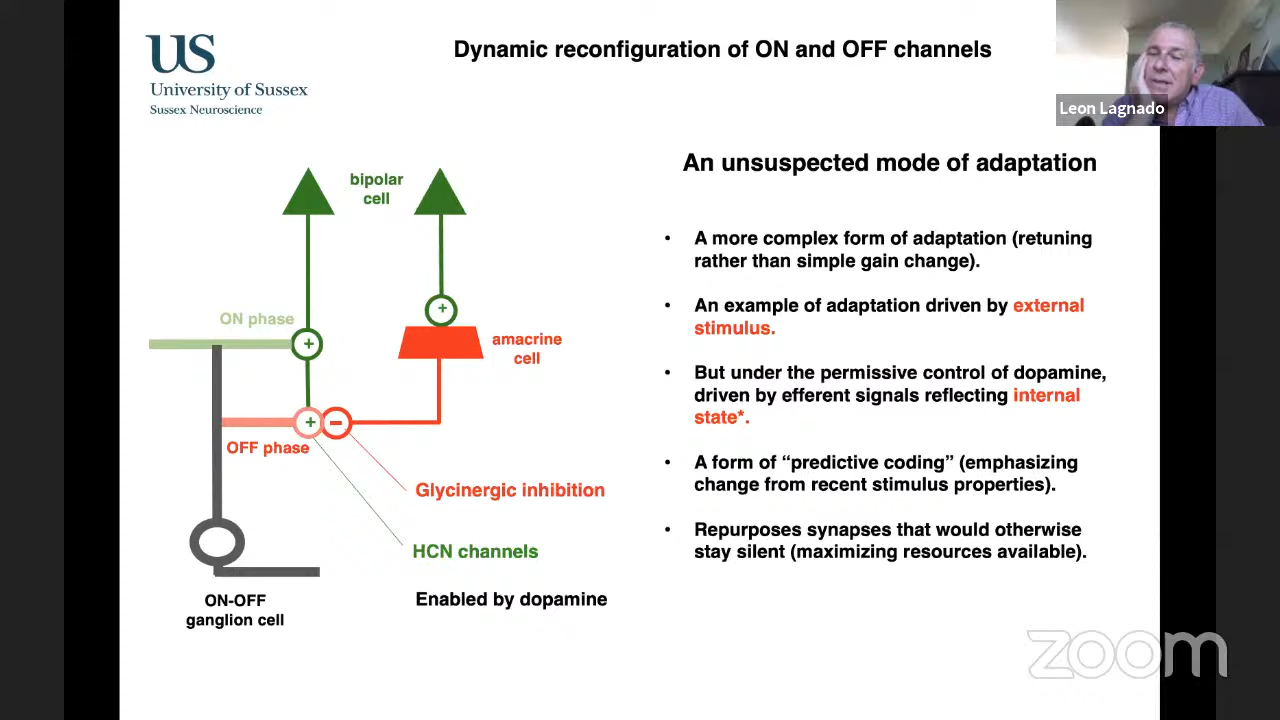 US
University of Sussex
Sussex Neuroscience
Dynamic reconfiguration of ON and OFF channels
Leon Lagnado
bipolar
cell
ON phase
+
+
amacrine
cell
+
−
OFF phase
Glycinergic inhibition
HCN channels
Enabled by dopamine
ON-OFF
ganglion cell
An unsuspected mode of adaptation
• A more complex form of adaptation (retuning
rather than simple gain change).
• An example of adaptation driven by external
stimulus.
• But under the permissive control of dopamine,
driven by efferent signals reflecting internal
state*.
• A form of “predictive coding” (emphasizing
change from recent stimulus properties).
• Repurposes synapses that would otherwise
stay silent (maximizing resources available).
zoom